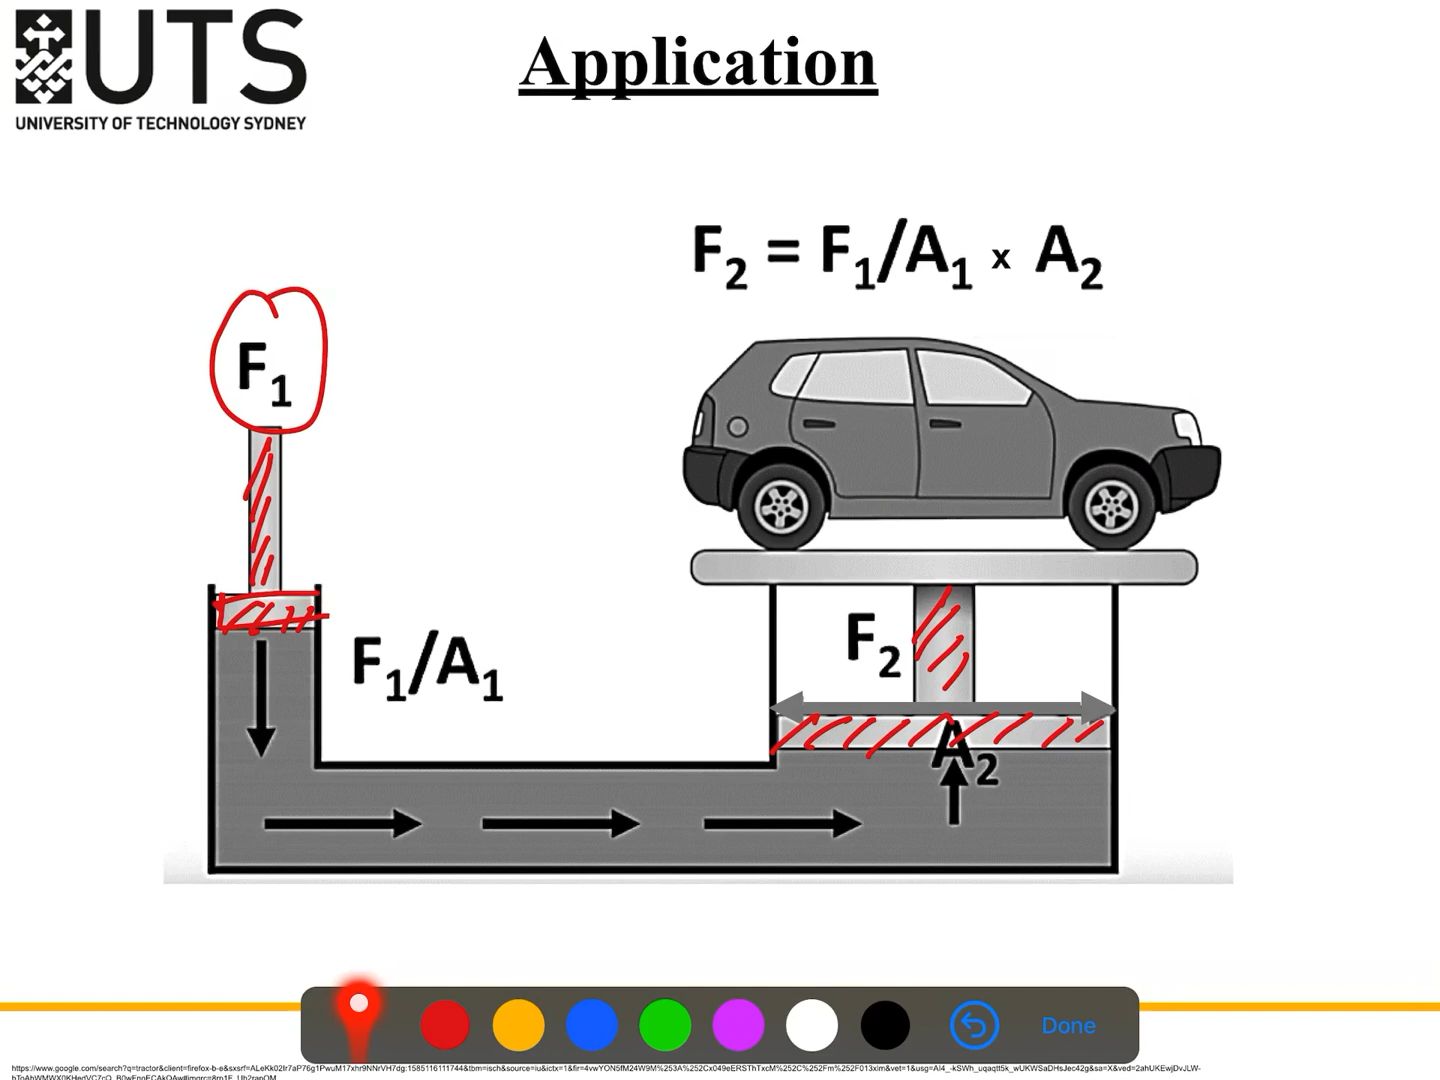 UTS
UNIVERSITY OF TECHNOLOGY SYDNEY
Application
F₂ = F₁/A₁ x A₂
F₁
F₂
F₁/A₁
A₂
Done